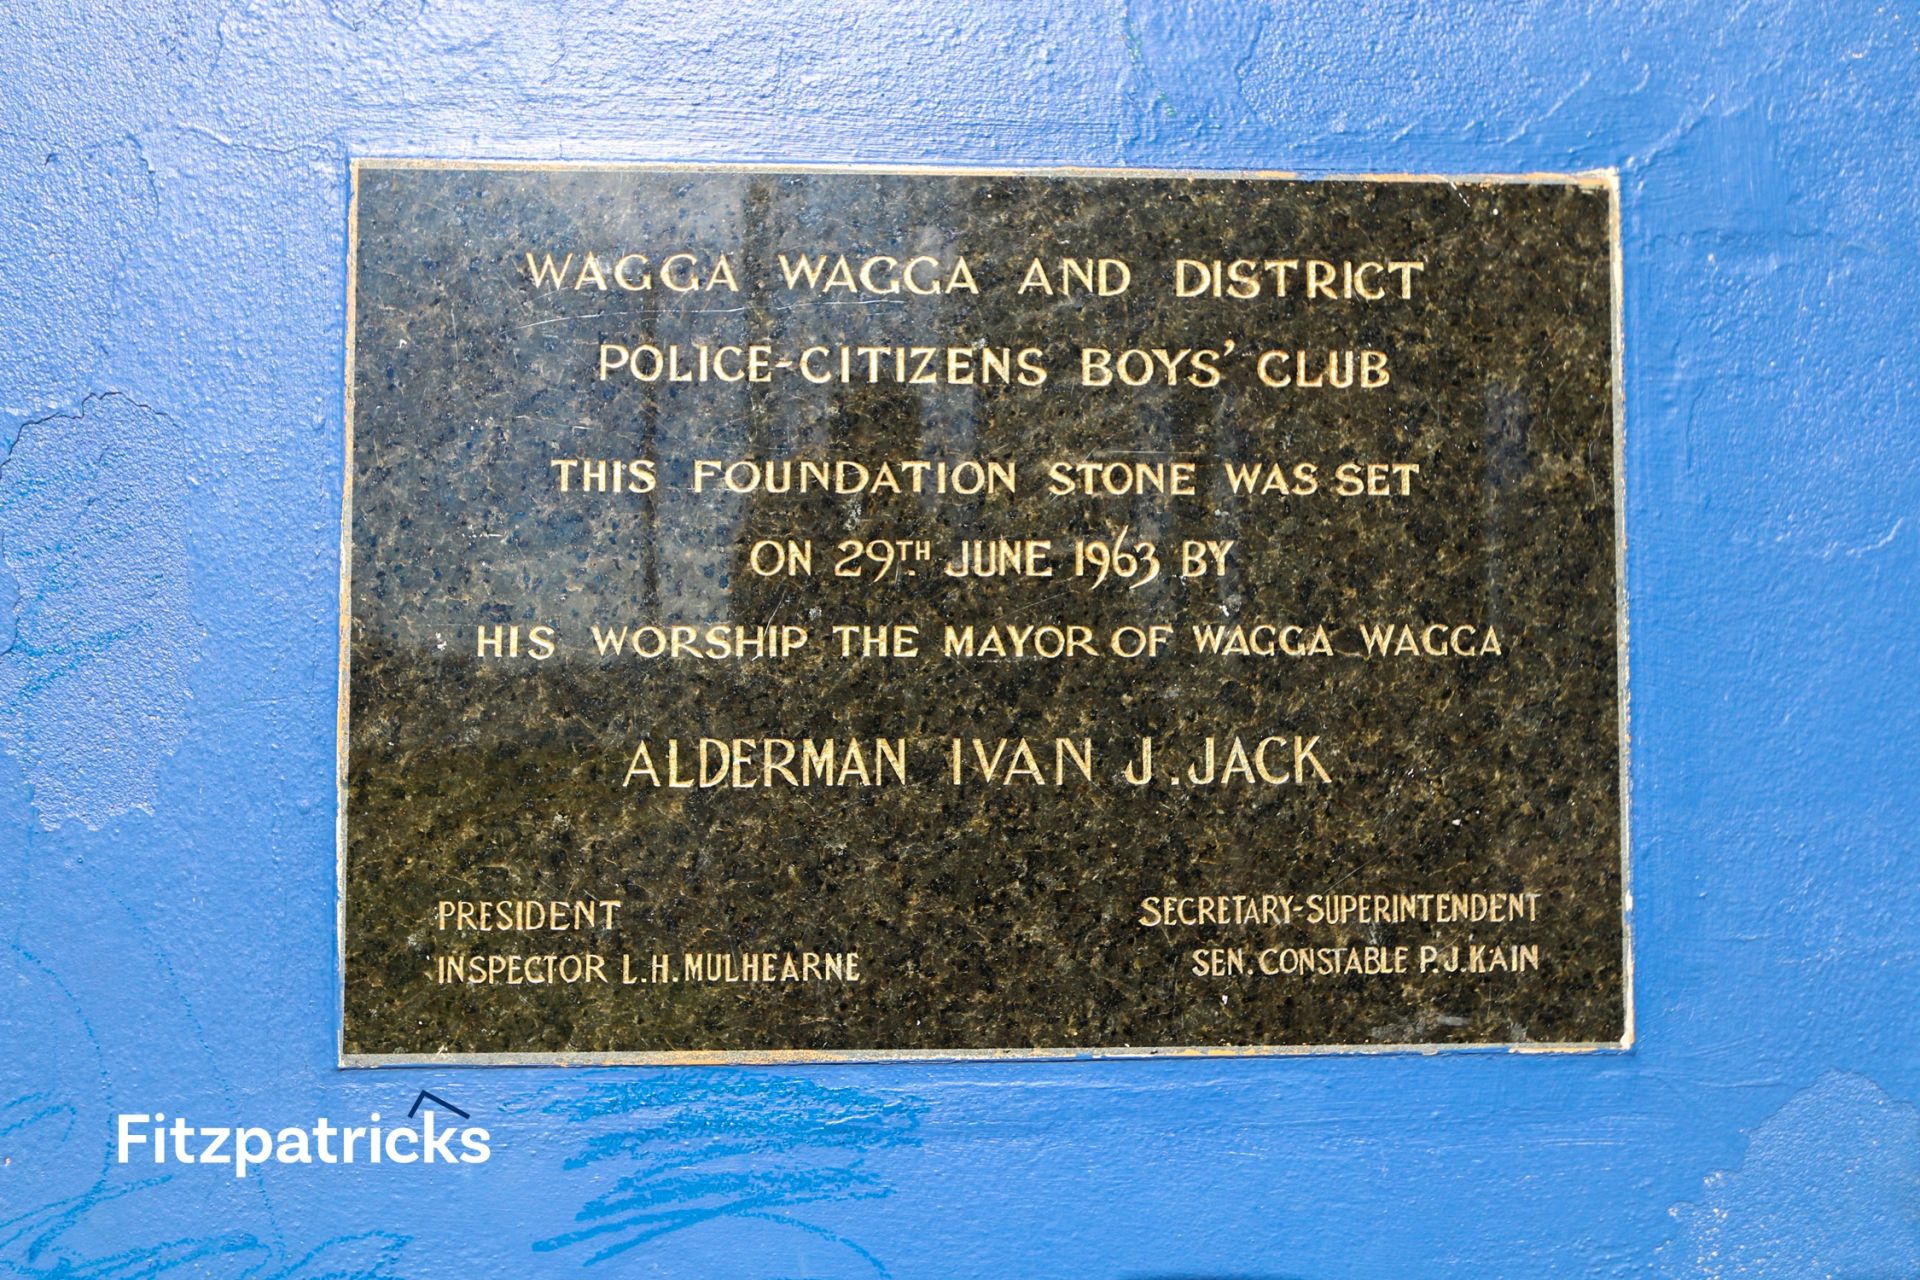 WAGGA WAGGA AND DISTRICT
POLICE-CITIZENS BOYS' CLUB
THIS FOUNDATION STONE WAS SET
ON 29TH JUNE 1963 BY
HIS WORSHIP THE MAYOR OF WAGGA WAGGA
ALDERMAN IVAN J. JACK
PRESIDENT
INSPECTOR L.H. MULHEARNE
SECRETARY-SUPERINTENDENT
SEN. CONSTABLE P.J. KAIN
Fitzpatricks